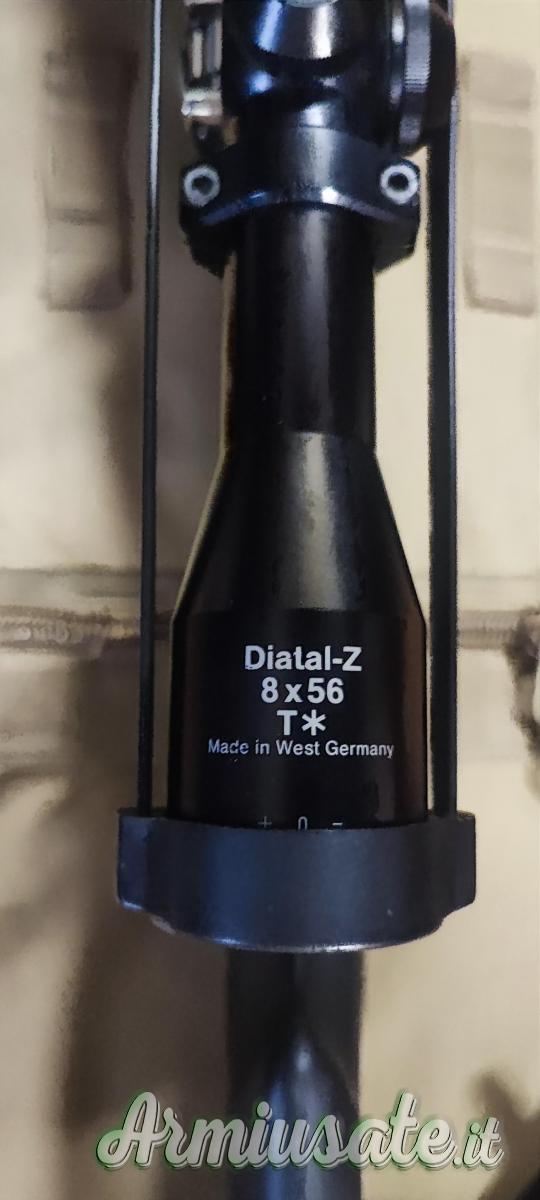 Diatal-Z
8x56
T*
Made in West Germany
+ 0 -
Armiusate.it